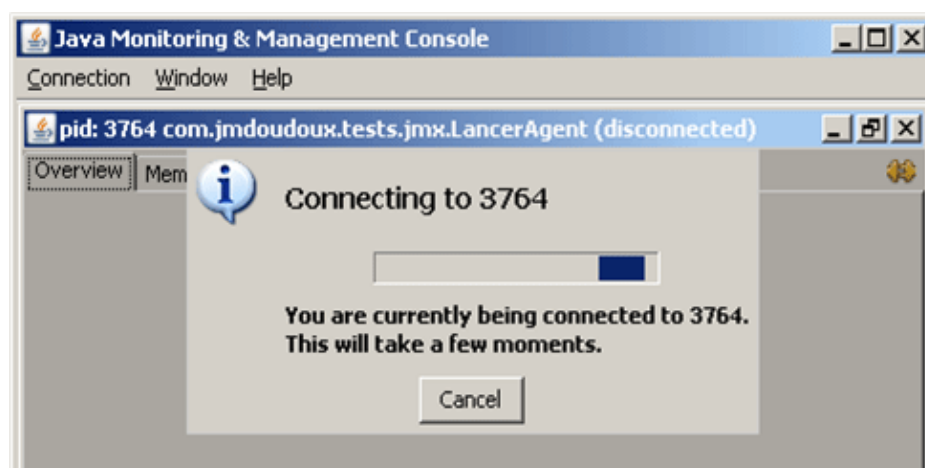 Java Monitoring & Management Console
Connection Window Help
pid: 3764 com.jmdoudoux.tests.jmx.LancerAgent (disconnected)
Overview Mem
Connecting to 3764
You are currently being connected to 3764.
This will take a few moments.
Cancel